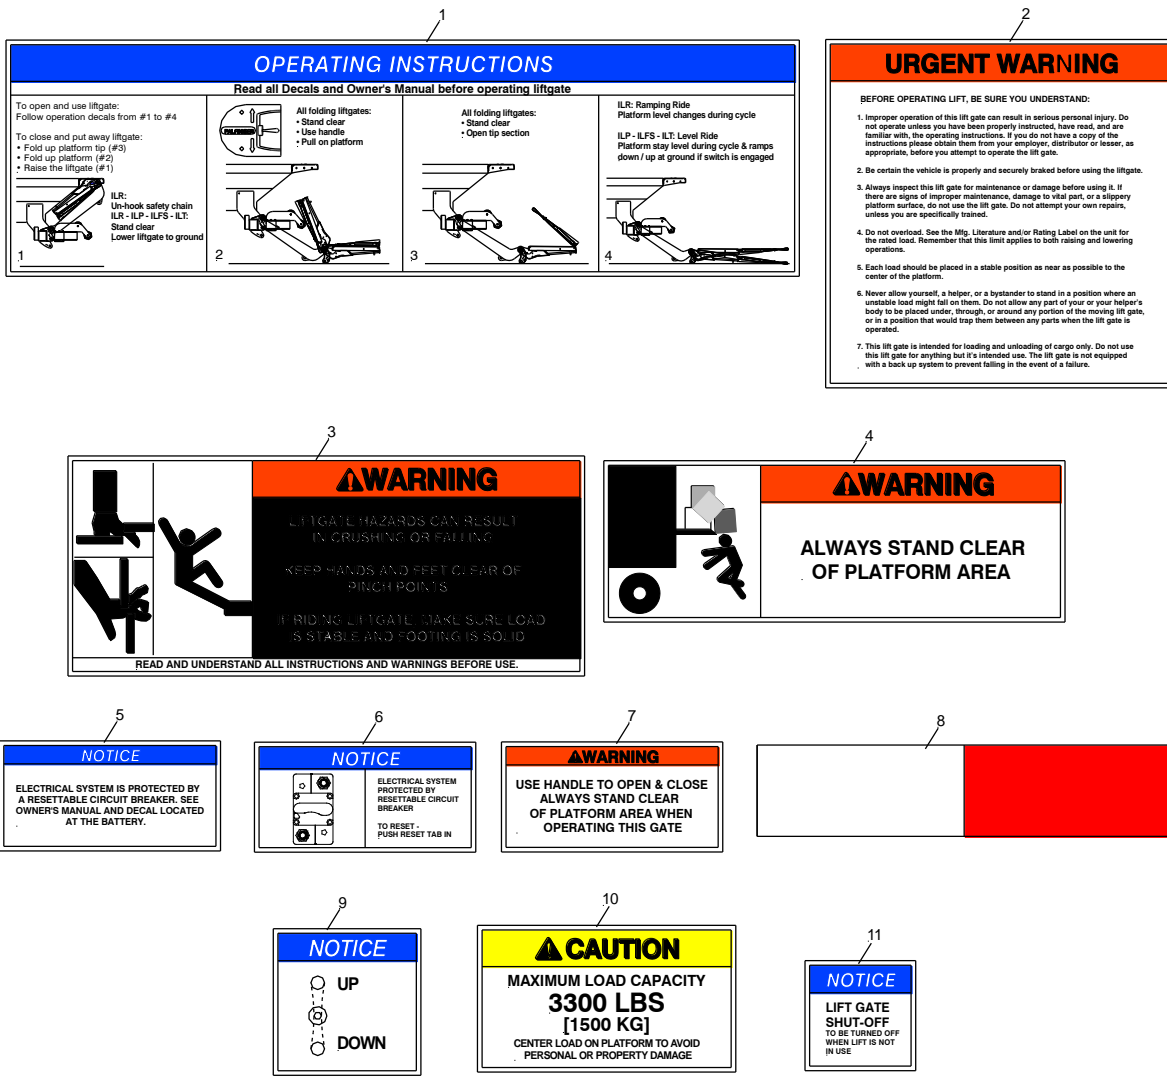 1
OPERATING INSTRUCTIONS
Read all Decals and Owner's Manual before operating liftgate
To open and use liftgate:
Follow operation decals from #1 to #4
To close and put away liftgate:
• Fold up platform tip (#3)
• Fold up platform (#2)
• Raise the liftgate (#1)
ILR:
Un-hook safety chain
ILR - ILP - ILFS - ILT:
Stand clear
Lower liftgate to ground
1
PALFINGER
All folding liftgates:
• Stand clear
• Use handle
• Pull on platform
2
All folding liftgates:
• Stand clear
• Open tip section
3
ILR: Ramping Ride
Platform level changes during cycle
ILP - ILFS - ILT: Level Ride
Platform stay level during cycle & ramps
down / up at ground if switch is engaged
4
2
URGENT WARNING
BEFORE OPERATING LIFT, BE SURE YOU UNDERSTAND:
1. Improper operation of this lift gate can result in serious personal injury. Do
not operate unless you have been properly instructed, have read, and are
familiar with, the operating instructions. If you do not have a copy of the
instructions please obtain them from your employer, distributor or lesser, as
appropriate, before you attempt to operate the lift gate.
2. Be certain the vehicle is properly and securely braked before using the liftgate.
3. Always inspect this lift gate for maintenance or damage before using it. If
there are signs of improper maintenance, damage to vital part, or a slippery
platform surface, do not use the lift gate. Do not attempt your own repairs,
unless you are specifically trained.
4. Do not overload. See the Mfg. Literature and/or Rating Label on the unit for
the rated load. Remember that this limit applies to both raising and lowering
operations.
5. Each load should be placed in a stable position as near as possible to the
center of the platform.
6. Never allow yourself, a helper, or a bystander to stand in a position where an
unstable load might fall on them. Do not allow any part of your or your helper's
body to be placed under, through, or around any portion of the moving lift gate,
or in a position that would trap them between any parts when the lift gate is
operated.
7. This lift gate is intended for loading and unloading of cargo only. Do not use
this lift gate for anything but it's intended use. The lift gate is not equipped
with a back up system to prevent falling in the event of a failure.
3
WARNING
LIFTGATE HAZARDS CAN RESULT
IN CRUSHING OR FALLING
KEEP HANDS AND FEET CLEAR OF
PINCH POINTS
IF RIDING LIFTGATE, MAKE SURE LOAD
IS STABLE AND FOOTING IS SOLID
READ AND UNDERSTAND ALL INSTRUCTIONS AND WARNINGS BEFORE USE.
4
WARNING
ALWAYS STAND CLEAR
OF PLATFORM AREA
5
NOTICE
ELECTRICAL SYSTEM IS PROTECTED BY
A RESETTABLE CIRCUIT BREAKER. SEE
OWNER'S MANUAL AND DECAL LOCATED
AT THE BATTERY.
6
NOTICE
ELECTRICAL SYSTEM
PROTECTED BY
RESETTABLE CIRCUIT
BREAKER
TO RESET -
PUSH RESET TAB IN
7
WARNING
USE HANDLE TO OPEN & CLOSE
ALWAYS STAND CLEAR
OF PLATFORM AREA WHEN
OPERATING THIS GATE
8
9
NOTICE
UP
DOWN
10
CAUTION
MAXIMUM LOAD CAPACITY
3300 LBS
[1500 KG]
CENTER LOAD ON PLATFORM TO AVOID
PERSONAL OR PROPERTY DAMAGE
11
NOTICE
LIFT GATE
SHUT-OFF
TO BE TURNED OFF
WHEN LIFT IS NOT
IN USE